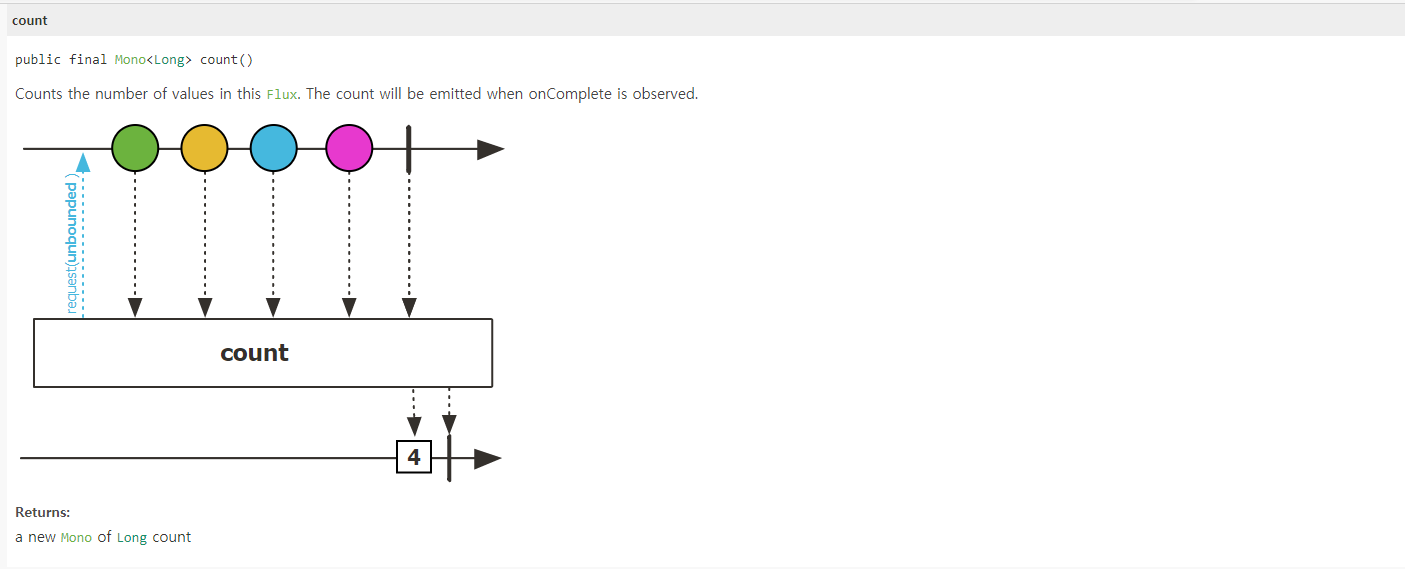 count
public final Mono<Long> count()
Counts the number of values in this Flux. The count will be emitted when onComplete is observed.
request(unbounded )
count
4
Returns:
a new Mono of Long count